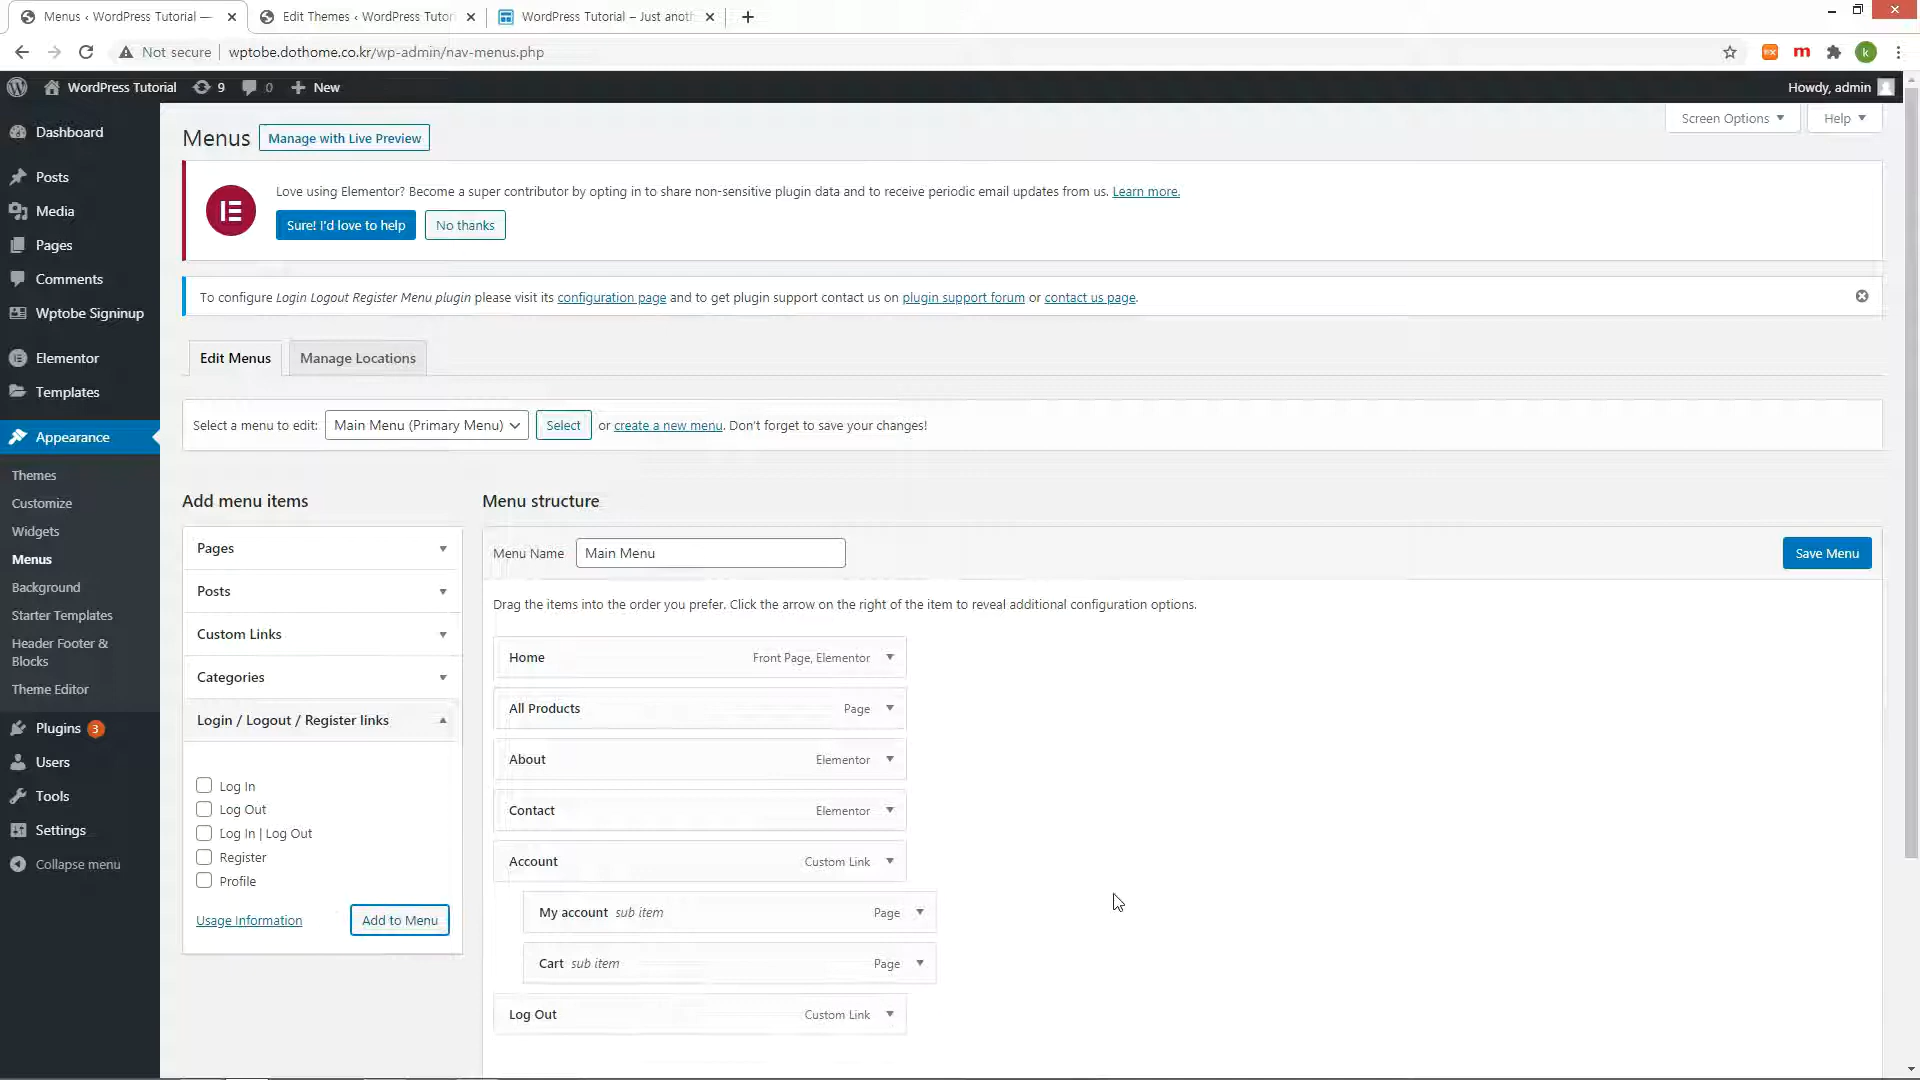 Menus ‹ WordPress Tutorial —
Edit Themes ‹ WordPress Tutor
WordPress Tutorial – Just anoth
Not secure
wptobe.dothome.co.kr/wp-admin/nav-menus.php
k
WordPress Tutorial
9
0
New
Howdy, admin
Dashboard
Posts
Media
Pages
Comments
Wptobe Signinup
Elementor
Templates
Appearance
Themes
Customize
Widgets
Menus
Background
Starter Templates
Header Footer &
Blocks
Theme Editor
Plugins 3
Users
Tools
Settings
Collapse menu
Menus
Manage with Live Preview
Screen Options
Help
Love using Elementor? Become a super contributor by opting in to share non-sensitive plugin data and to receive periodic email updates from us. Learn more.
Sure! I'd love to help
No thanks
To configure Login Logout Register Menu plugin please visit its configuration page and to get plugin support contact us on plugin support forum or contact us page.
Edit Menus
Manage Locations
Select a menu to edit: Main Menu (Primary Menu) Select or create a new menu. Don't forget to save your changes!
Add menu items
Pages
Posts
Custom Links
Categories
Login / Logout / Register links
Log In
Log Out
Log In | Log Out
Register
Profile
Usage Information
Add to Menu
Menu structure
Menu Name Main Menu
Save Menu
Drag the items into the order you prefer. Click the arrow on the right of the item to reveal additional configuration options.
Home Front Page, Elementor
All Products Page
About Elementor
Contact Elementor
Account Custom Link
My account sub item Page
Cart sub item Page
Log Out Custom Link